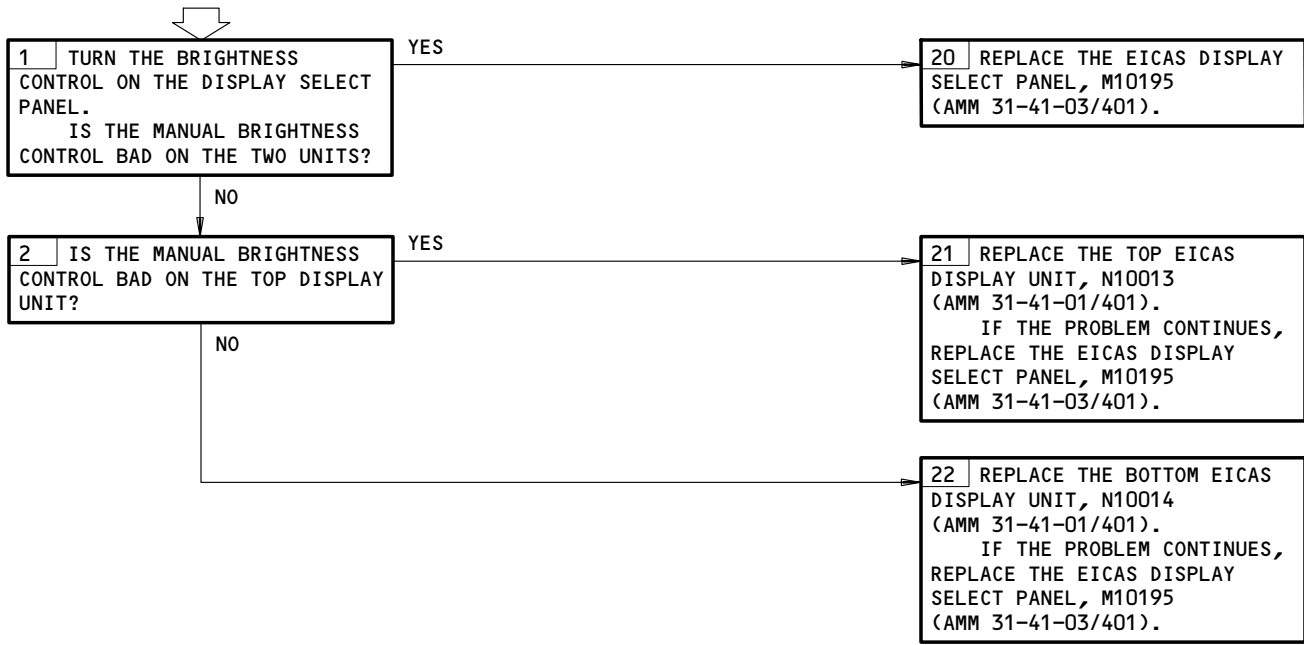 1 TURN THE BRIGHTNESS
CONTROL ON THE DISPLAY SELECT
PANEL.
IS THE MANUAL BRIGHTNESS
CONTROL BAD ON THE TWO UNITS?
YES
20 REPLACE THE EICAS DISPLAY
SELECT PANEL, M10195
(AMM 31-41-03/401).
NO
2 IS THE MANUAL BRIGHTNESS
CONTROL BAD ON THE TOP DISPLAY
UNIT?
YES
21 REPLACE THE TOP EICAS
DISPLAY UNIT, N10013
(AMM 31-41-01/401).
IF THE PROBLEM CONTINUES,
REPLACE THE EICAS DISPLAY
SELECT PANEL, M10195
(AMM 31-41-03/401).
NO
22 REPLACE THE BOTTOM EICAS
DISPLAY UNIT, N10014
(AMM 31-41-01/401).
IF THE PROBLEM CONTINUES,
REPLACE THE EICAS DISPLAY
SELECT PANEL, M10195
(AMM 31-41-03/401).